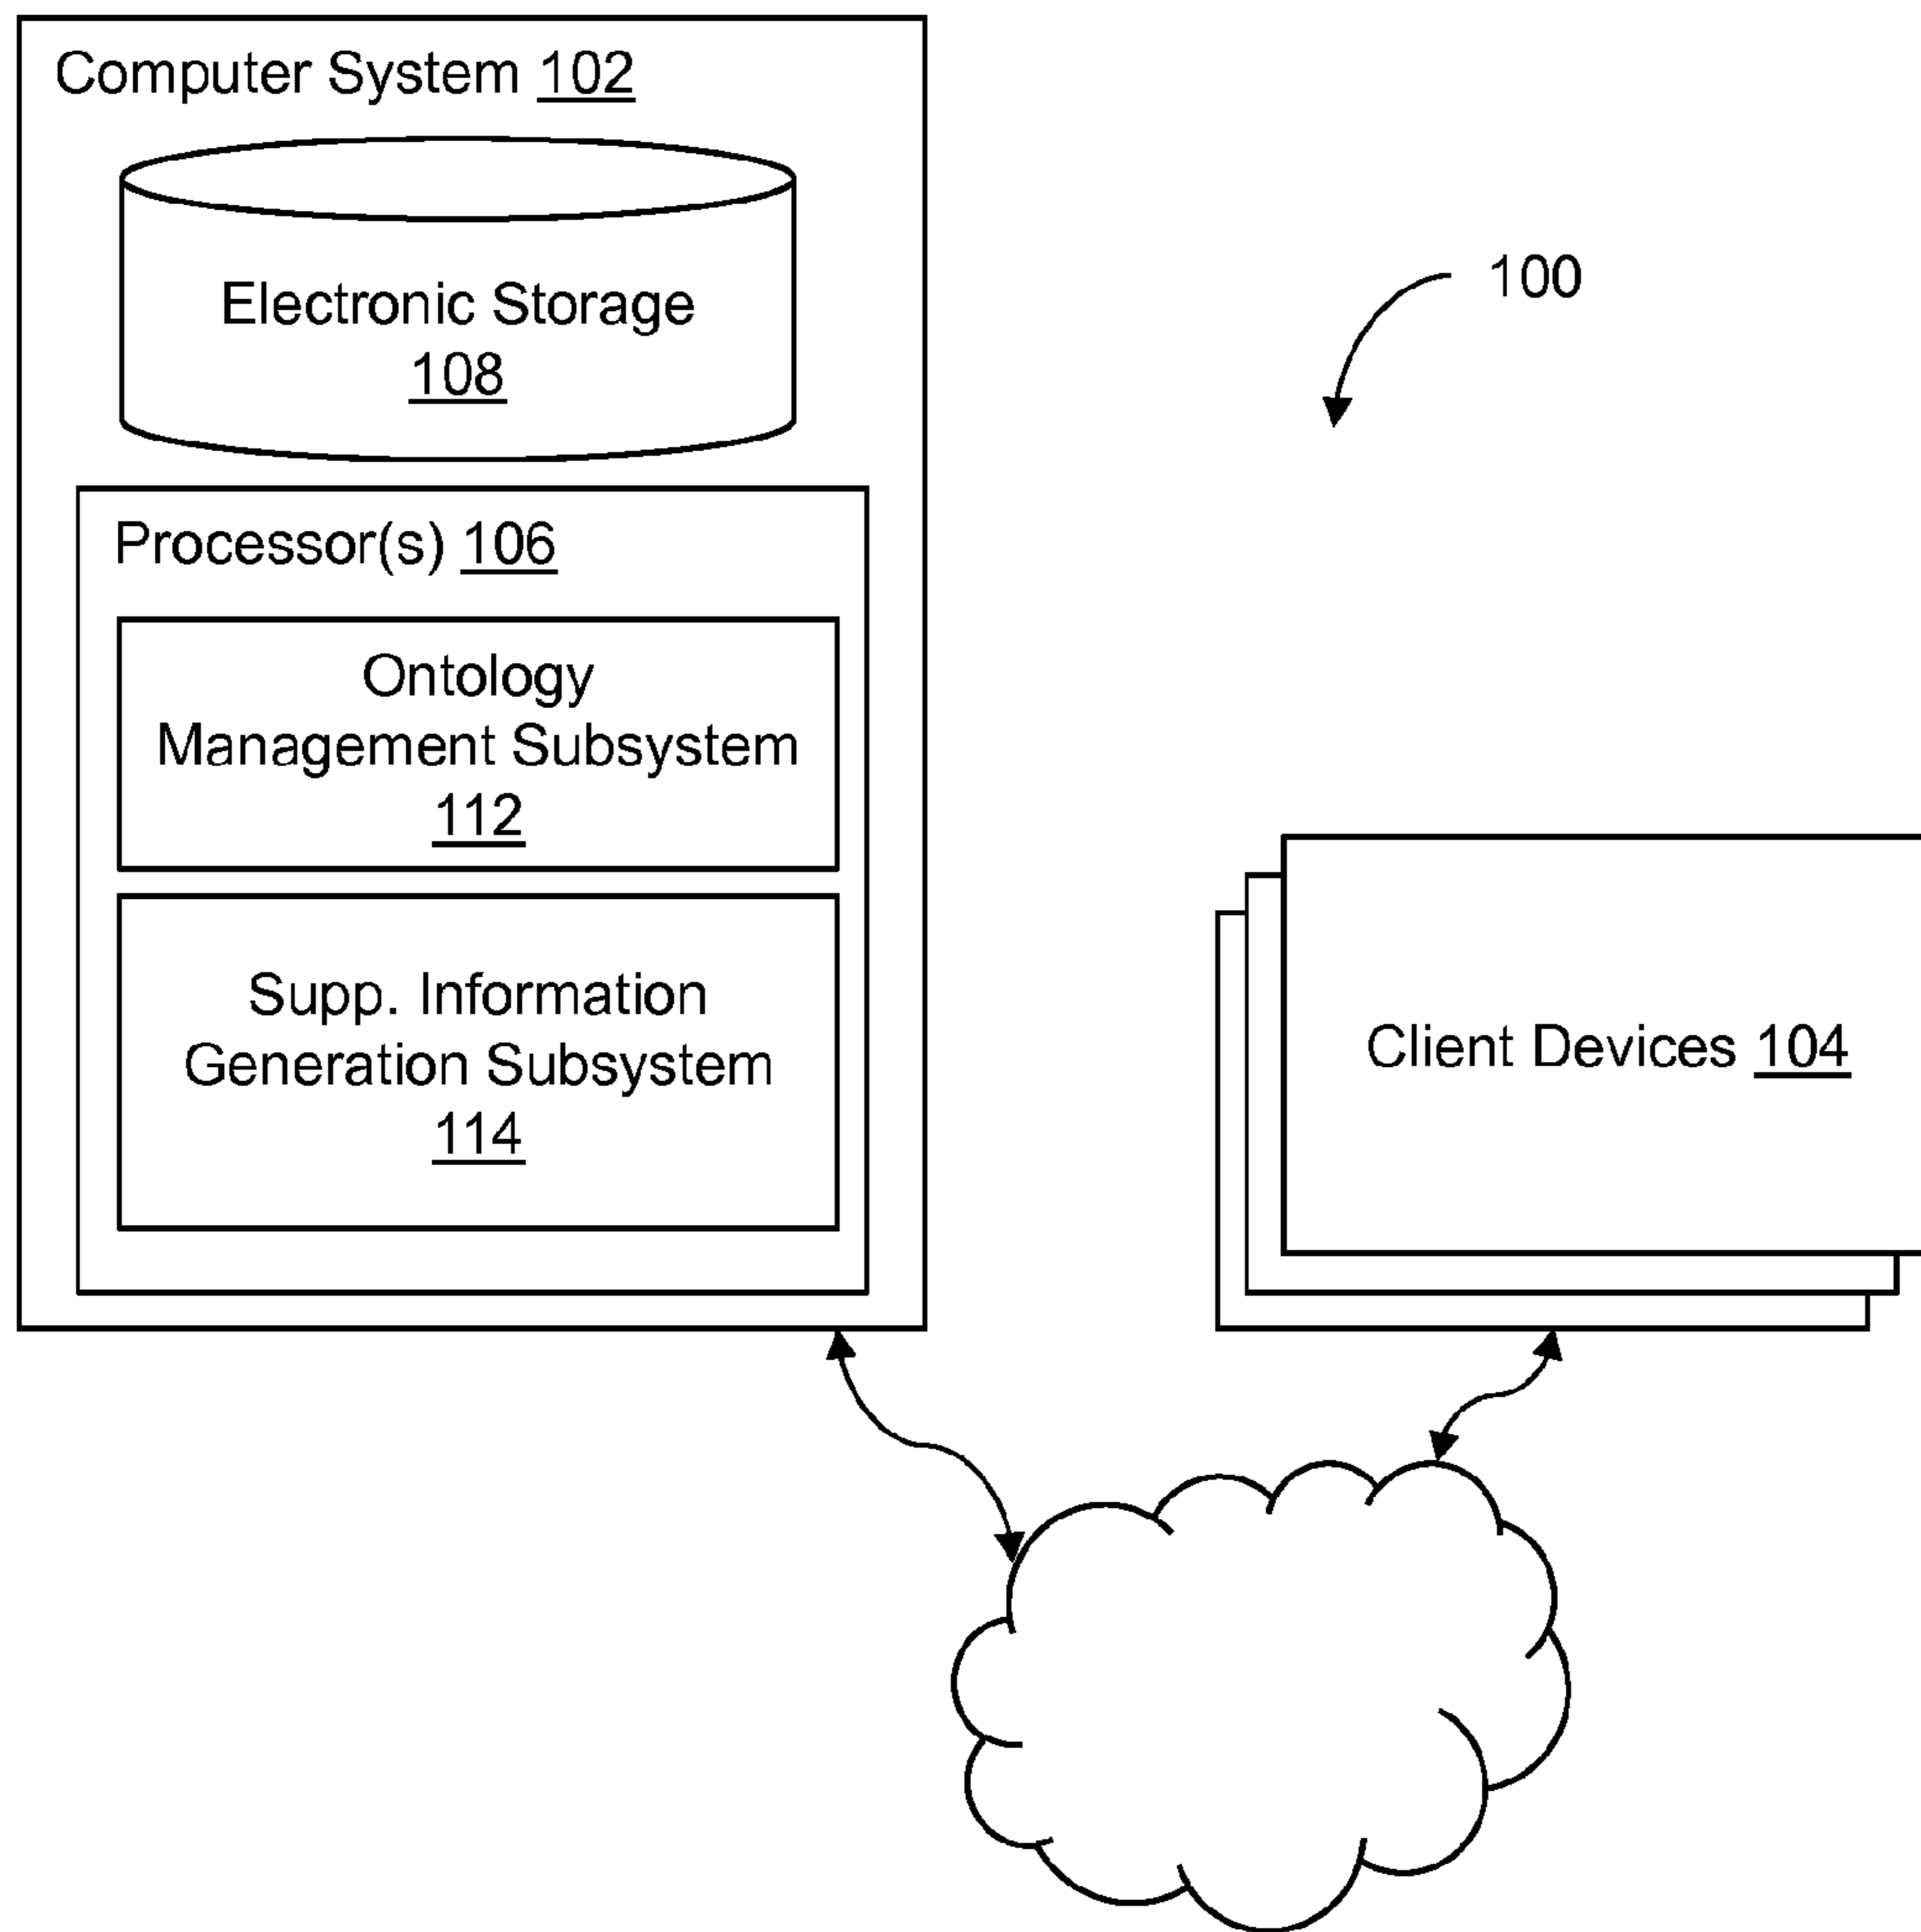 Computer System 102
Electronic Storage
108
100
Processor(s) 106
Ontology
Management Subsystem
112
Supp. Information
Generation Subsystem
114
Client Devices 104